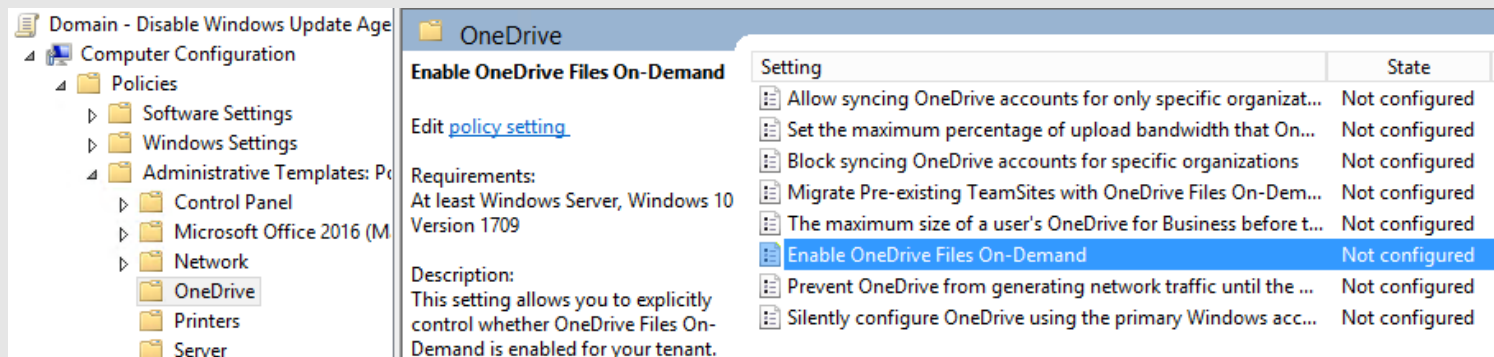 Domain - Disable Windows Update Age
Computer Configuration
Policies
Software Settings
Windows Settings
Administrative Templates: Po
Control Panel
Microsoft Office 2016 (M
Network
OneDrive
Printers
Server
OneDrive
Enable OneDrive Files On-Demand
Edit policy setting
Requirements:
At least Windows Server, Windows 10
Version 1709
Description:
This setting allows you to explicitly
control whether OneDrive Files On-
Demand is enabled for your tenant.
Setting State
Allow syncing OneDrive accounts for only specific organizat... Not configured
Set the maximum percentage of upload bandwidth that On... Not configured
Block syncing OneDrive accounts for specific organizations Not configured
Migrate Pre-existing TeamSites with OneDrive Files On-Dem... Not configured
The maximum size of a user's OneDrive for Business before t... Not configured
Enable OneDrive Files On-Demand Not configured
Prevent OneDrive from generating network traffic until the ... Not configured
Silently configure OneDrive using the primary Windows acc... Not configured